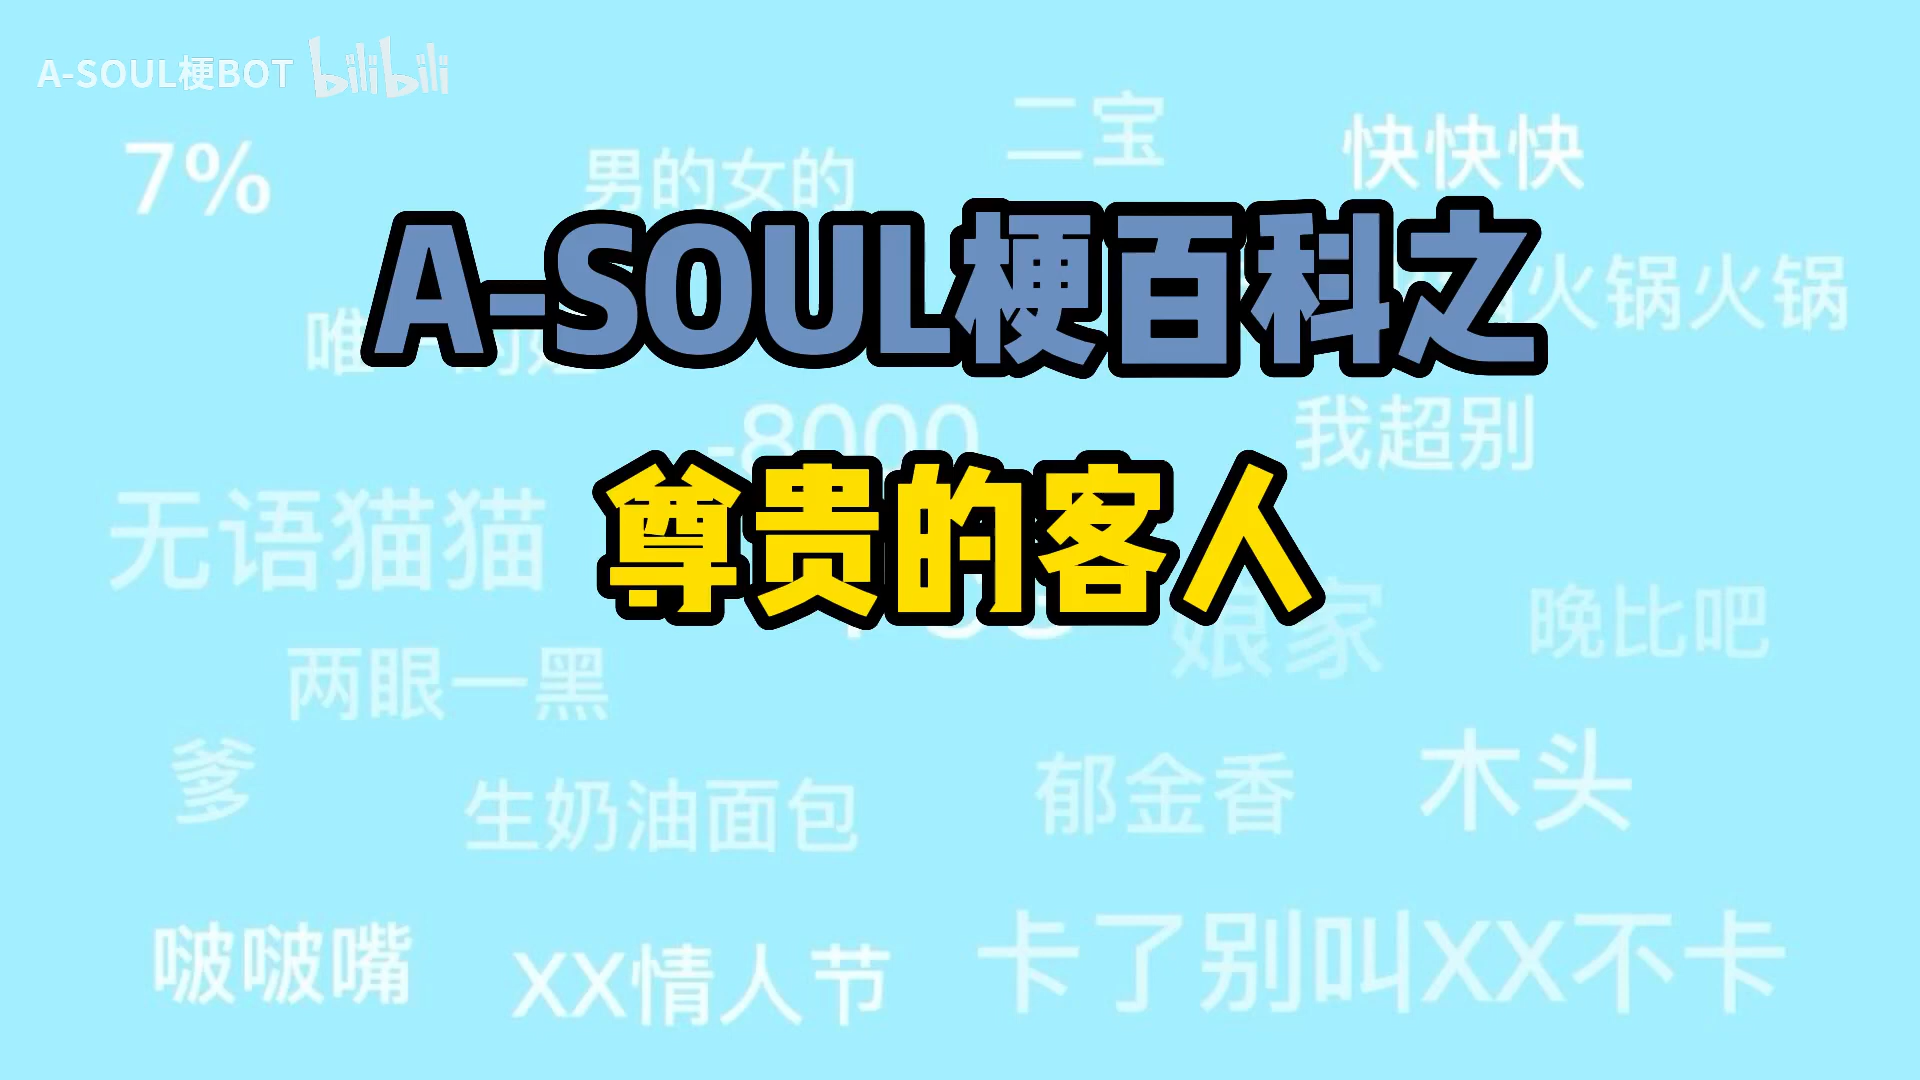 A-SOUL梗BOT bilibili
二宝
快快快
7%
男的女的
A-SOUL梗百科之
火锅火锅
唯
-8000
我超别
尊贵的客人
无语猫猫
娘家
晚比吧
两眼一黑
爹
生奶油面包
郁金香
木头
啵啵嘴
XX情人节
卡了别叫XX不卡